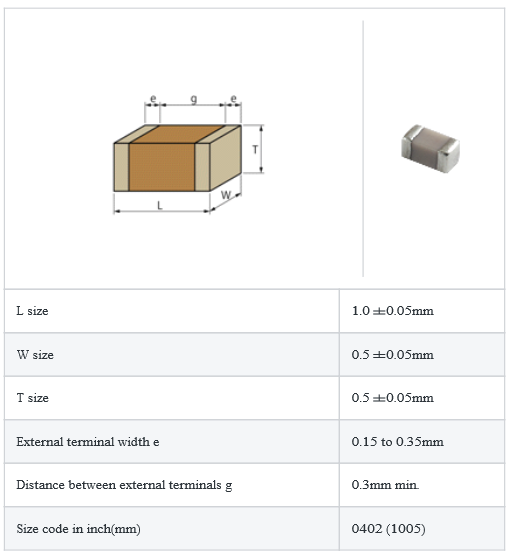 e g e
T
W
L
L size 1.0 ±0.05mm
W size 0.5 ±0.05mm
T size 0.5 ±0.05mm
External terminal width e 0.15 to 0.35mm
Distance between external terminals g 0.3mm min.
Size code in inch(mm) 0402 (1005)